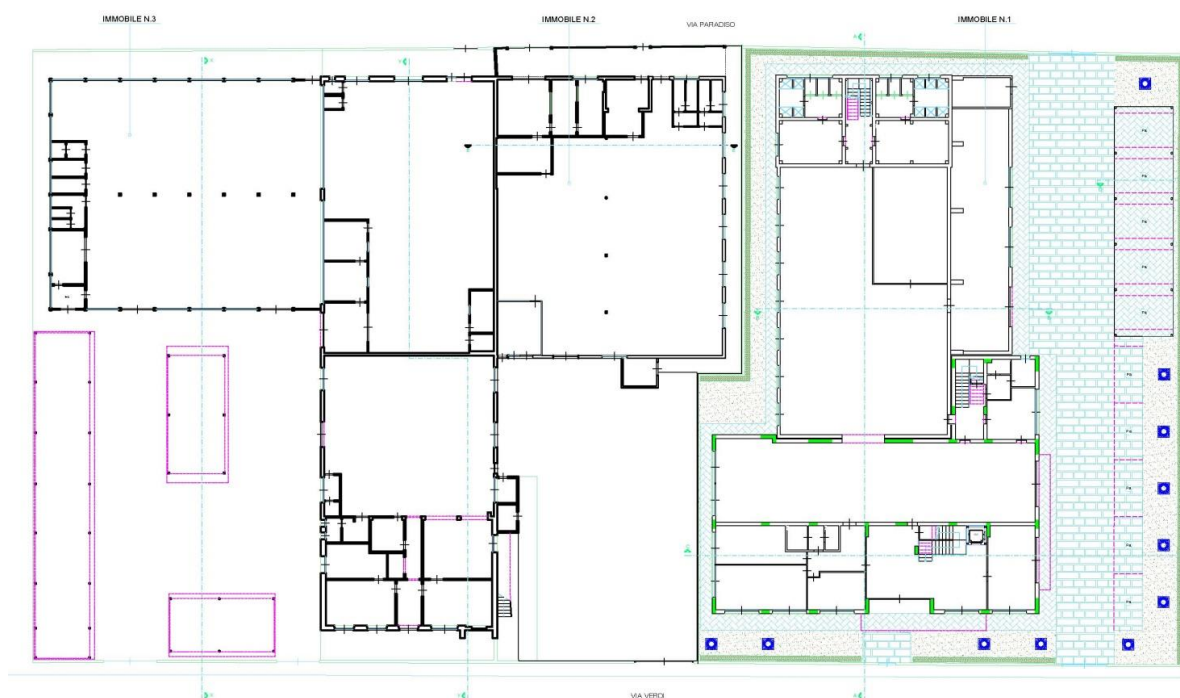 IMMOBILE N.3
IMMOBILE N.2
VIA PARADISO
IMMOBILE N.1
VIA VERDI